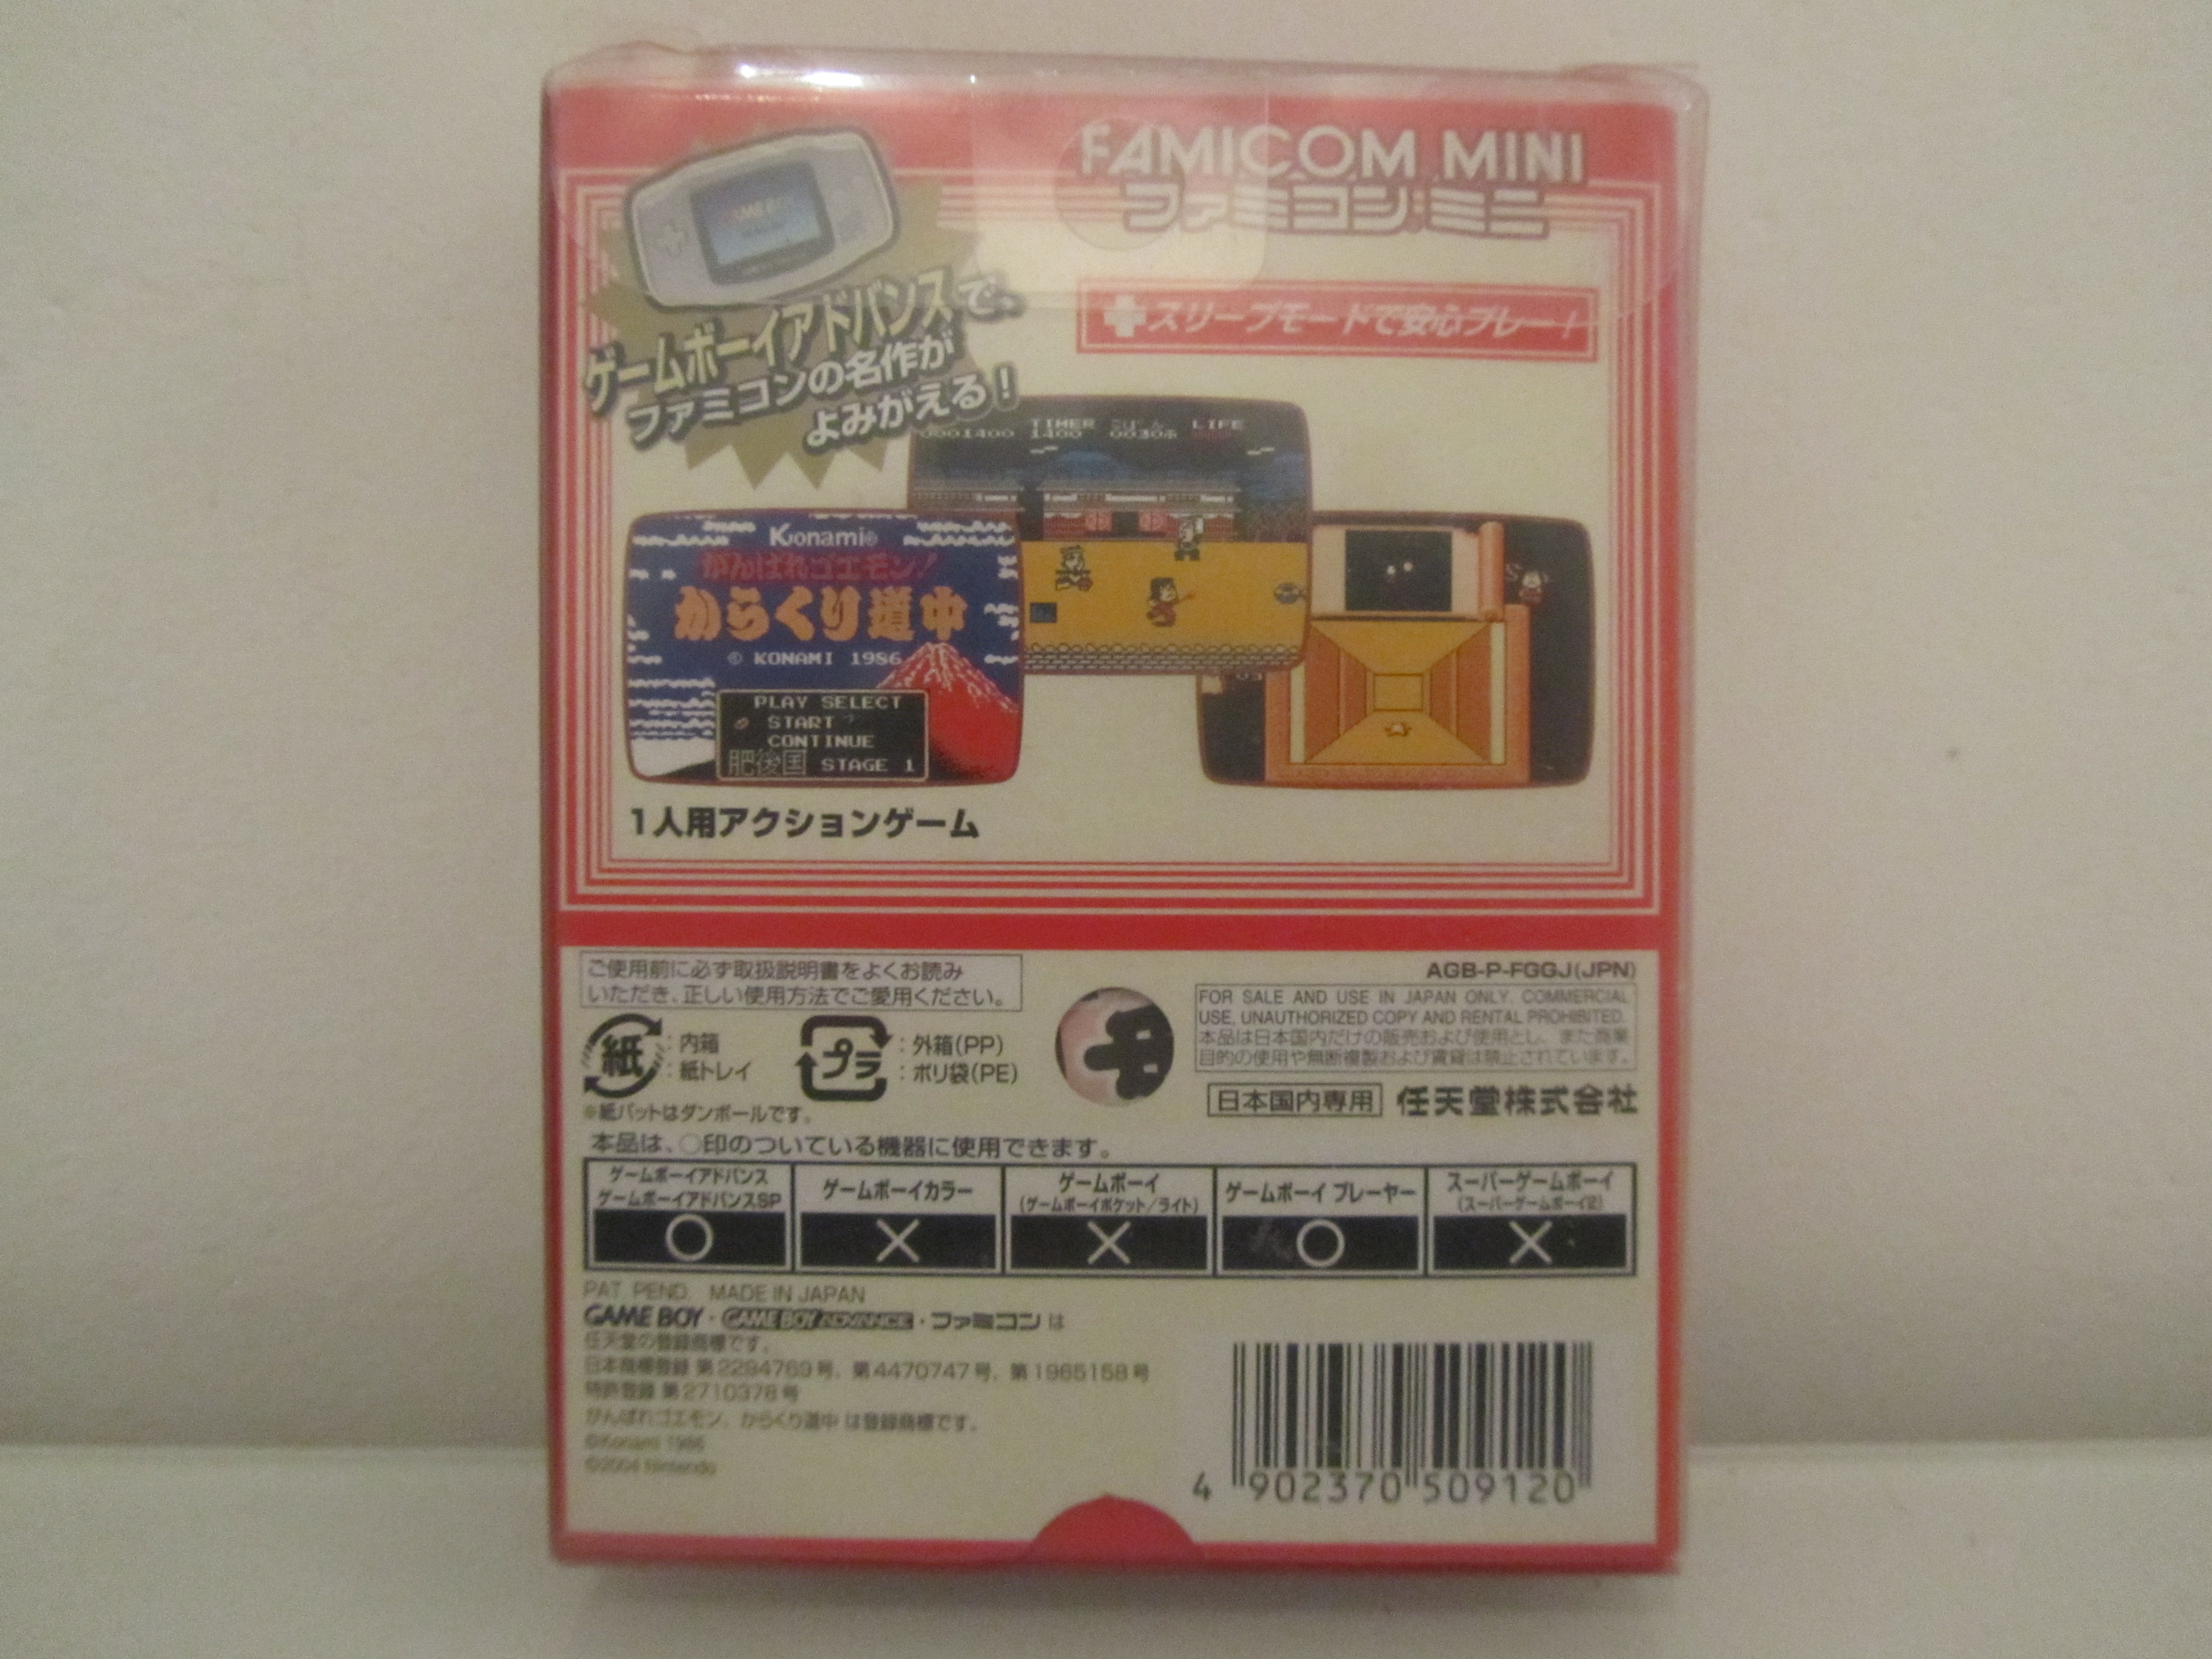 FAMICOM MINI
ファミコンミニ
ゲームボーイアドバンスで、
ファミコンの名作が
よみがえる!
スリープモードで安心プレー!
TIMER LIFE
0001400 1400 0030
Konami
がんばれゴエモン!
からくり道中
© KONAMI 1986
PLAY SELECT
START
CONTINUE
肥後国 STAGE 1
1人用アクションゲーム
ご使用前に必ず取扱説明書をよくお読み
いただき、正しい使用方法でご愛用ください。
紙
:内箱
:紙トレイ
プラ
:外箱(PP)
:ポリ袋(PE)
※紙パットはダンボールです。
AGB-P-FGGJ(JPN)
FOR SALE AND USE IN JAPAN ONLY. COMMERCIAL
USE, UNAUTHORIZED COPY AND RENTAL PROHIBITED.
本品は日本国内だけの販売および使用とし、また商業
目的の使用や無断複製および賃貸は禁止されています。
日本国内専用 任天堂株式会社
本品は、○印のついている機器に使用できます。
ゲームボーイアドバンス
ゲームボーイアドバンスSP
○
ゲームボーイカラー
×
ゲームボーイ
(ゲームボーイポケット/ライト)
×
ゲームボーイ プレーヤー
○
スーパーゲームボーイ
(スーパーゲームボーイ2)
×
PAT. PEND. MADE IN JAPAN
GAME BOY・GAME BOY ADVANCE・ファミコン は
任天堂の登録商標です。
日本商標登録 第2294769号、第4470747号、第1965158号
特許登録 第2710378号
がんばれゴエモン、からくり道中 は登録商標です。
©Konami 1986
©2004 Nintendo
4 902370 509120